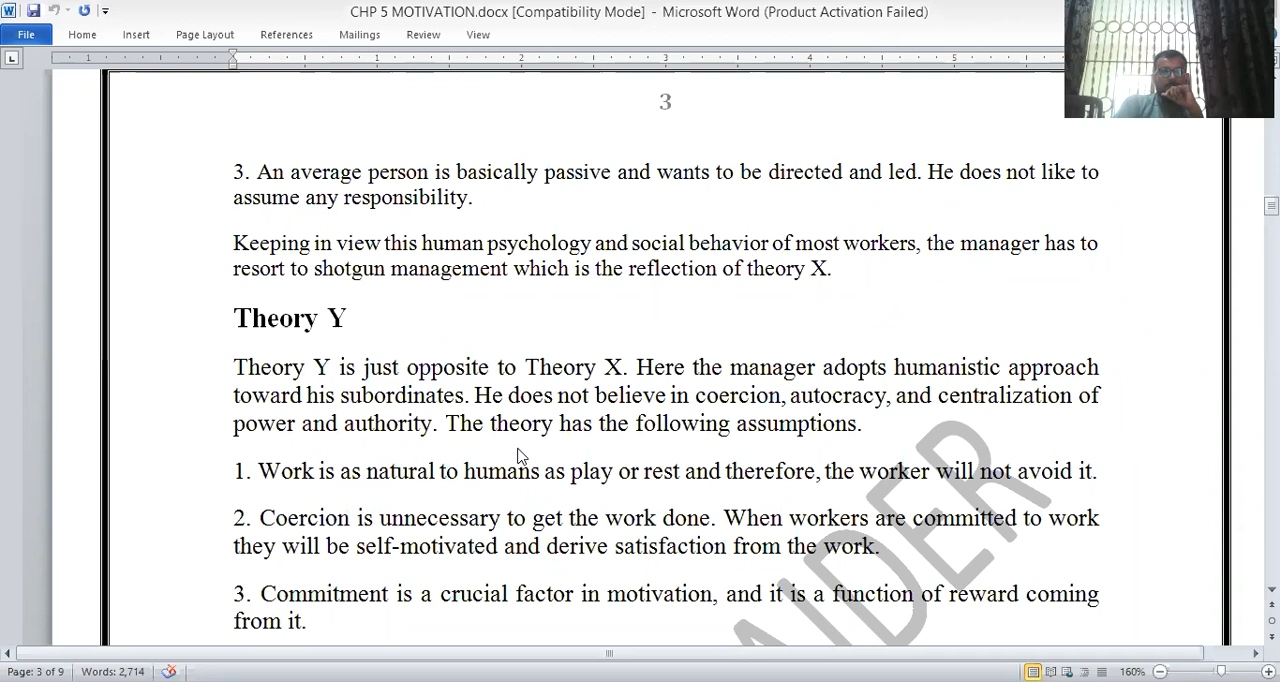 CHP 5 MOTIVATION.docx [Compatibility Mode] - Microsoft Word (Product Activation Failed)
File Home Insert Page Layout References Mailings Review View
1 1 2 3 4 5
3
3. An average person is basically passive and wants to be directed and led. He does not like to
assume any responsibility.
Keeping in view this human psychology and social behavior of most workers, the manager has to
resort to shotgun management which is the reflection of theory X.
Theory Y
Theory Y is just opposite to Theory X. Here the manager adopts humanistic approach
toward his subordinates. He does not believe in coercion, autocracy, and centralization of
power and authority. The theory has the following assumptions.
1. Work is as natural to humans as play or rest and therefore, the worker will not avoid it.
2. Coercion is unnecessary to get the work done. When workers are committed to work
they will be self-motivated and derive satisfaction from the work.
3. Commitment is a crucial factor in motivation, and it is a function of reward coming
from it.
Page: 3 of 9 Words: 2,714 160%